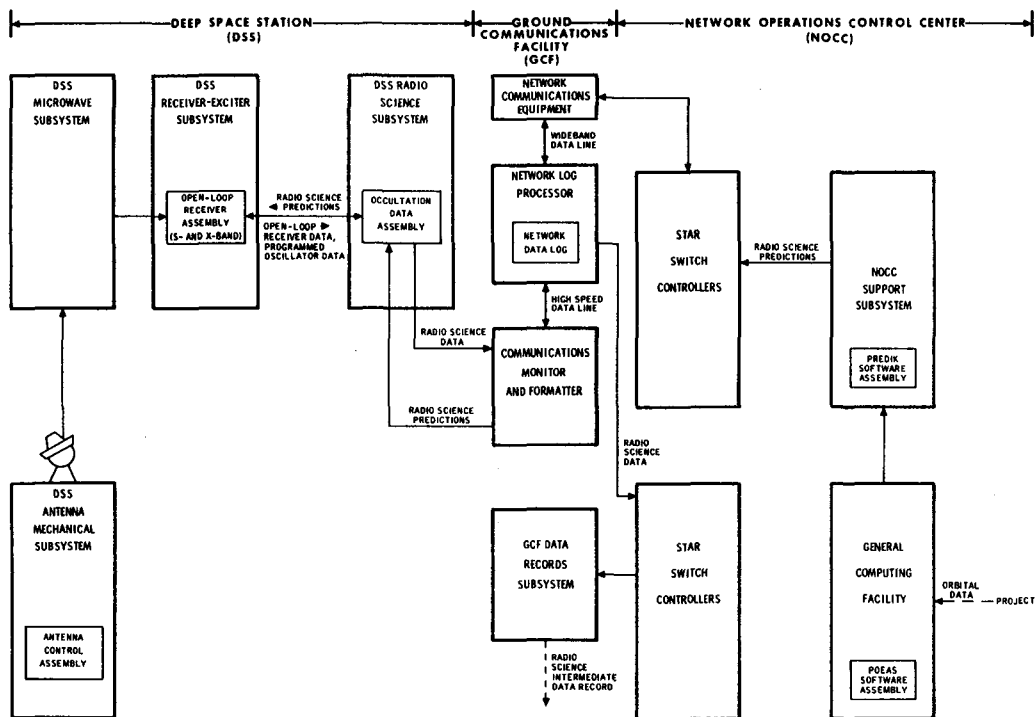 DEEP SPACE STATION
(DSS)
GROUND
COMMUNICATIONS
FACILITY
(GCF)
NETWORK OPERATIONS CONTROL CENTER
(NOCC)
DSS
MICROWAVE
SUBSYSTEM
DSS
RECEIVER-EXCITER
SUBSYSTEM
OPEN-LOOP
RECEIVER
ASSEMBLY
(S- AND X-BAND)
RADIO SCIENCE
PREDICTIONS
OPEN-LOOP
RECEIVER DATA,
PROGRAMMED
OSCILLATOR DATA
DSS RADIO
SCIENCE
SUBSYSTEM
OCCULTATION
DATA
ASSEMBLY
RADIO SCIENCE
DATA
RADIO SCIENCE
PREDICTIONS
NETWORK
COMMUNICATIONS
EQUIPMENT
WIDEBAND
DATA LINE
NETWORK LOG
PROCESSOR
NETWORK
DATA LOG
HIGH SPEED
DATA LINE
COMMUNICATIONS
MONITOR
AND FORMATTER
RADIO
SCIENCE
DATA
STAR
SWITCH
CONTROLLERS
RADIO SCIENCE
PREDICTIONS
NOCC
SUPPORT
SUBSYSTEM
PREDIK
SOFTWARE
ASSEMBLY
DSS
ANTENNA
MECHANICAL
SUBSYSTEM
ANTENNA
CONTROL
ASSEMBLY
GCF DATA
RECORDS
SUBSYSTEM
RADIO
SCIENCE
INTERMEDIATE
DATA RECORD
STAR
SWITCH
CONTROLLERS
GENERAL
COMPUTING
FACILITY
POEAS
SOFTWARE
ASSEMBLY
ORBITAL
DATA
PROJECT